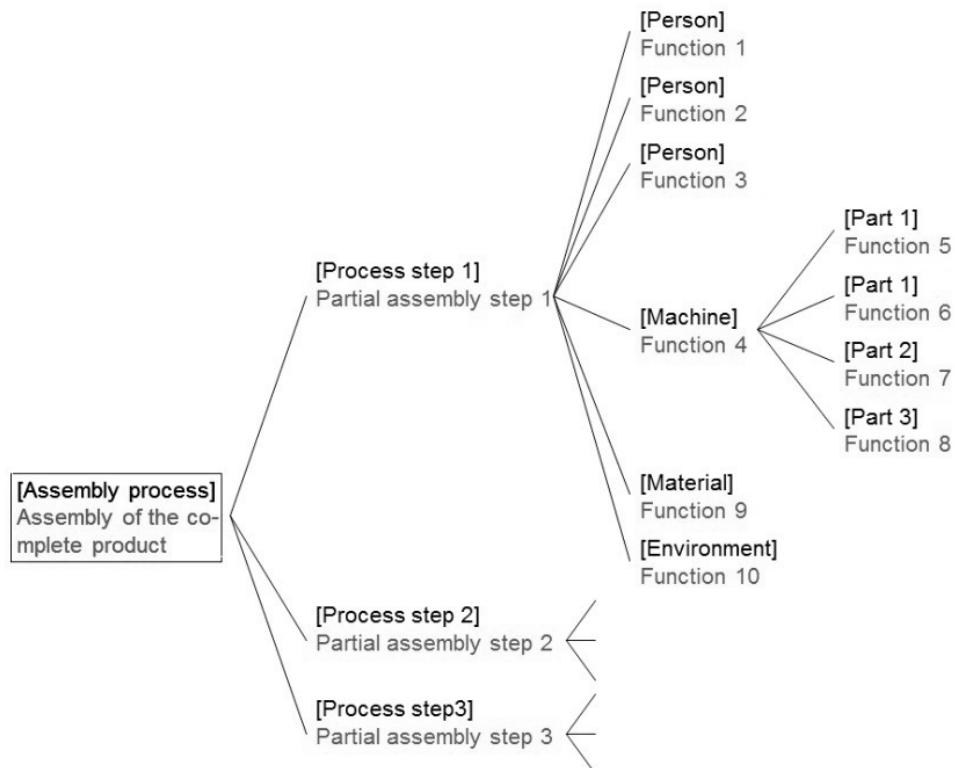 [Person]
Function 1
[Person]
Function 2
[Person]
Function 3
[Part 1]
Function 5
[Process step 1]
Partial assembly step 1
[Part 1]
Function 6
[Machine]
Function 4
[Part 2]
Function 7
[Part 3]
Function 8
[Assembly process]
Assembly of the co-
mplete product
[Material]
Function 9
[Environment]
Function 10
[Process step 2]
Partial assembly step 2
[Process step3]
Partial assembly step 3